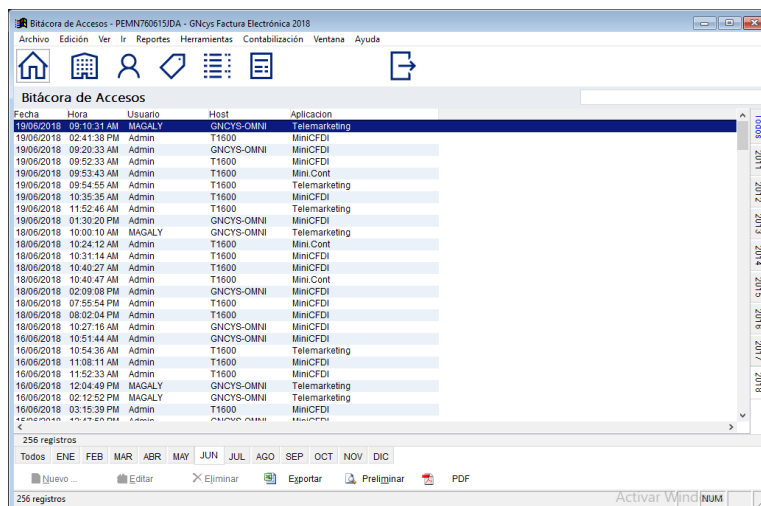 Bitácora de Accesos - PEMN760615JDA - GNcys Factura Electrónica 2018
Archivo Edición Ver Ir Reportes Herramientas Contabilización Ventana Ayuda
Bitácora de Accesos
Fecha Hora Usuario Host Aplicacion
19/06/2018 09:10:31 AM MAGALY GNCYS-OMNI Telemarketing
19/06/2018 02:41:38 PM Admin T1600 MiniCFDI
19/06/2018 09:20:33 AM Admin GNCYS-OMNI MiniCFDI
19/06/2018 09:52:33 AM Admin T1600 MiniCFDI
19/06/2018 09:53:43 AM Admin T1600 Mini.Cont
19/06/2018 09:54:55 AM Admin T1600 Telemarketing
19/06/2018 10:35:35 AM Admin T1600 MiniCFDI
19/06/2018 11:52:46 AM Admin T1600 Telemarketing
19/06/2018 01:30:20 PM Admin GNCYS-OMNI Telemarketing
18/06/2018 10:00:10 AM MAGALY GNCYS-OMNI Telemarketing
18/06/2018 10:24:12 AM Admin T1600 Mini.Cont
18/06/2018 10:31:14 AM Admin T1600 MiniCFDI
18/06/2018 10:40:27 AM Admin T1600 MiniCFDI
18/06/2018 10:40:47 AM Admin T1600 Mini.Cont
18/06/2018 02:09:08 PM Admin GNCYS-OMNI MiniCFDI
18/06/2018 07:55:54 PM Admin T1600 MiniCFDI
18/06/2018 08:02:04 PM Admin T1600 MiniCFDI
18/06/2018 10:27:16 AM Admin GNCYS-OMNI MiniCFDI
16/06/2018 10:51:44 AM Admin GNCYS-OMNI MiniCFDI
16/06/2018 10:54:36 AM Admin T1600 Telemarketing
16/06/2018 11:08:11 AM Admin T1600 MiniCFDI
16/06/2018 11:52:33 AM Admin T1600 MiniCFDI
16/06/2018 12:04:49 PM MAGALY GNCYS-OMNI Telemarketing
16/06/2018 02:12:52 PM MAGALY GNCYS-OMNI Telemarketing
16/06/2018 03:15:39 PM Admin T1600 MiniCFDI
Todos
2011
2012
2013
2014
2015
2016
2017
2018
256 registros
Todos ENE FEB MAR ABR MAY JUN JUL AGO SEP OCT NOV DIC
Nuevo ... Editar Eliminar Exportar Preliminar PDF
256 registros Activar NUM